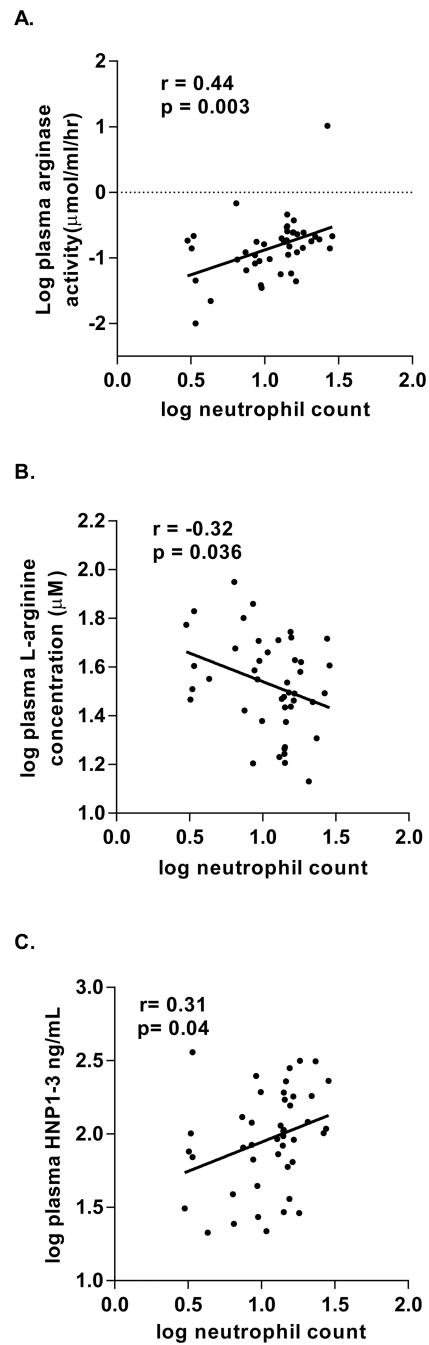 A.
r = 0.44
p = 0.003
Log plasma arginase
activity(μmol/ml/hr)
2
1
0
-1
-2
0.0 0.5 1.0 1.5 2.0
log neutrophil count
B.
r = -0.32
p = 0.036
log plasma L-arginine
concentration (μM)
2.2
2.0
1.8
1.6
1.4
1.2
1.0
0.0 0.5 1.0 1.5 2.0
log neutrophil count
C.
r= 0.31
p= 0.04
log plasma HNP1-3 ng/mL
3.0
2.5
2.0
1.5
1.0
0.0 0.5 1.0 1.5 2.0
log neutrophil count